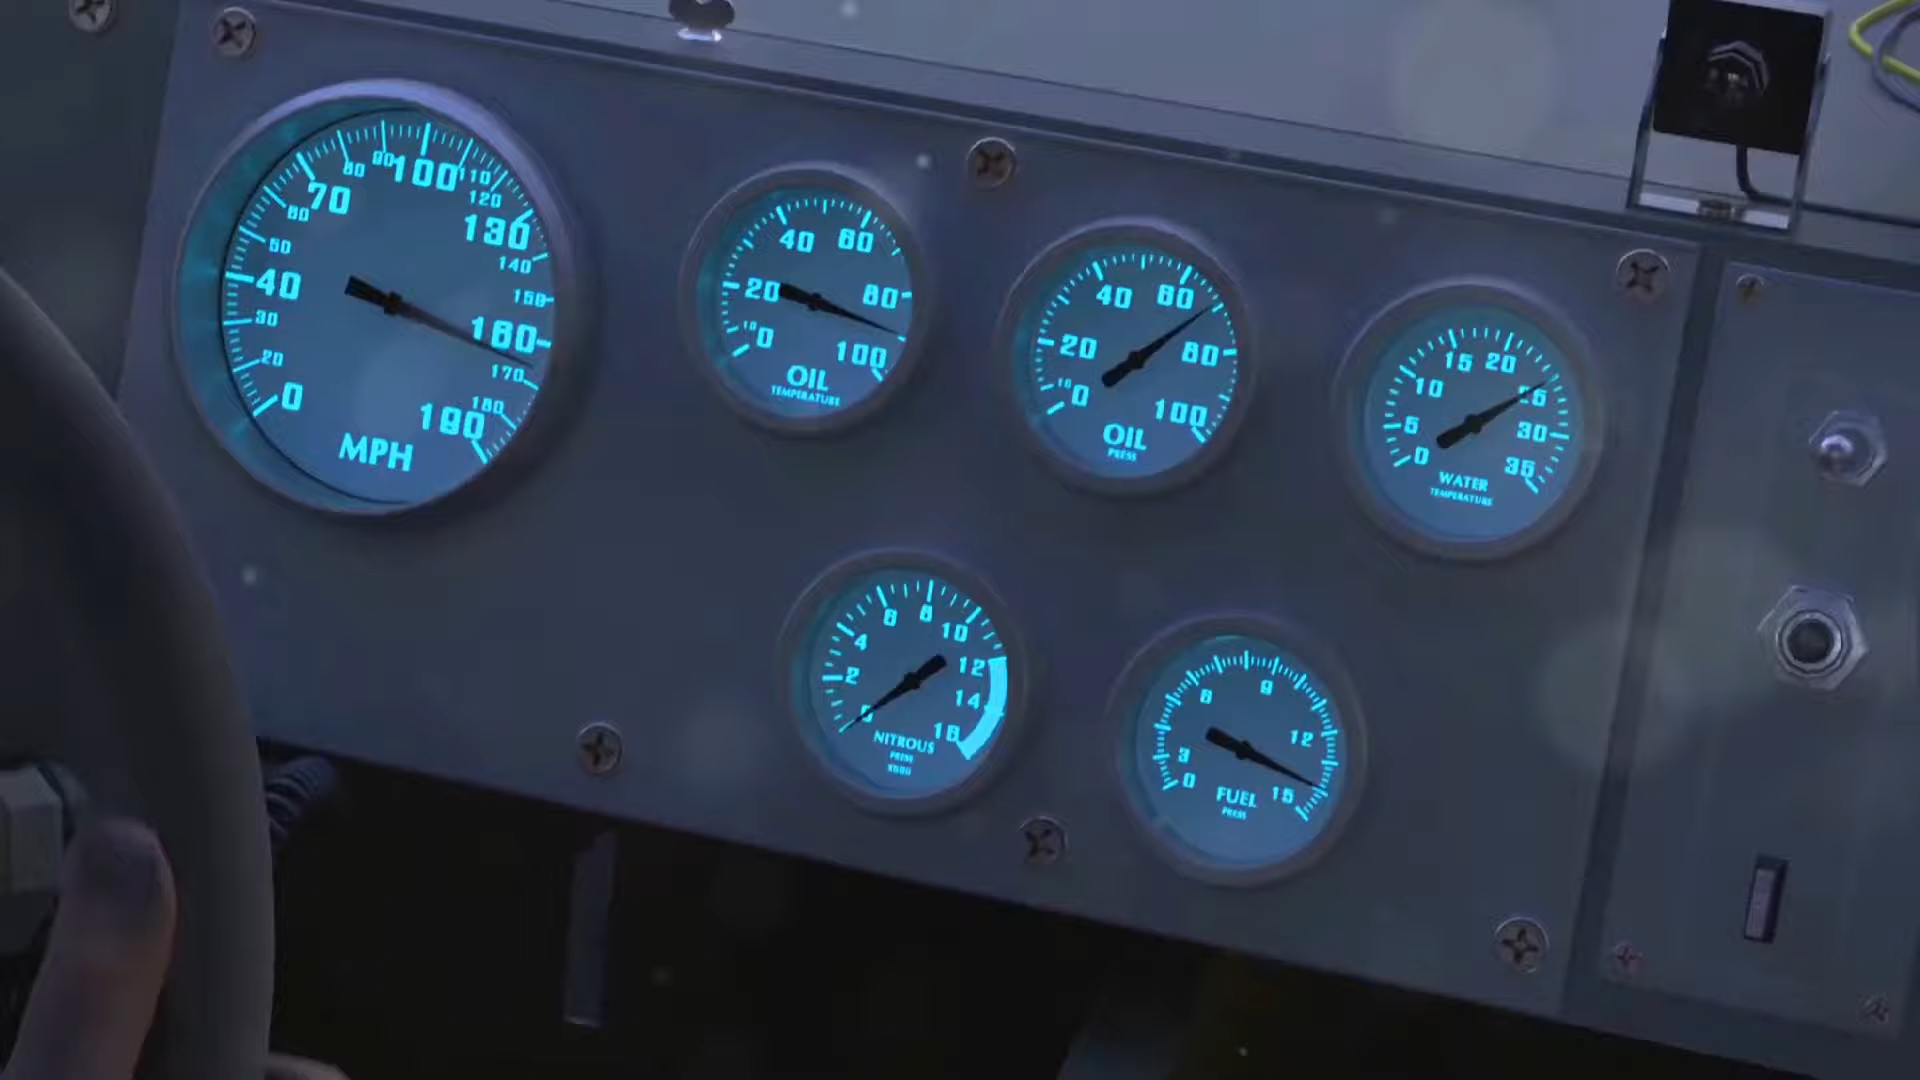 0 20 30 40 50 60 70 80 90 100 110 120 130 140 150 160 170 180 190
MPH
0 10 20 40 60 80 100
OIL
TEMPERATURE
0 10 20 40 60 80 100
OIL
PRESS
0 5 10 15 20 25 30 35
WATER
TEMPERATURE
0 2 4 6 8 10 12 14 16
NITROUS
PRESS
0 3 6 9 12 15
FUEL
PRESS